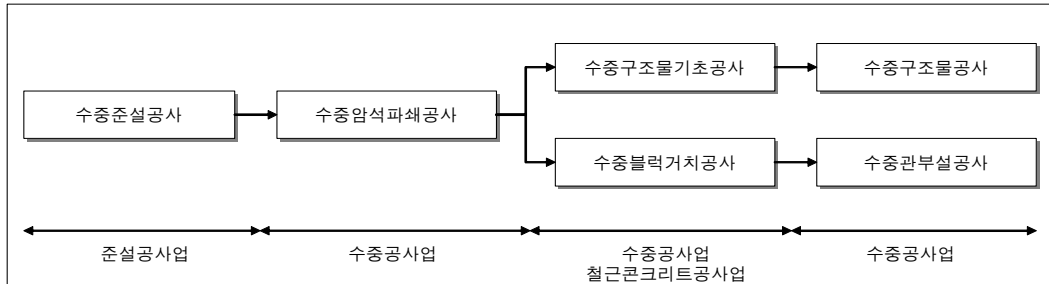 수중구조물기초공사
수중구조물공사
수중준설공사
수중암석파쇄공사
수중블럭거치공사
수중관부설공사
준설공사업
수중공사업
수중공사업
철근콘크리트공사업
수중공사업